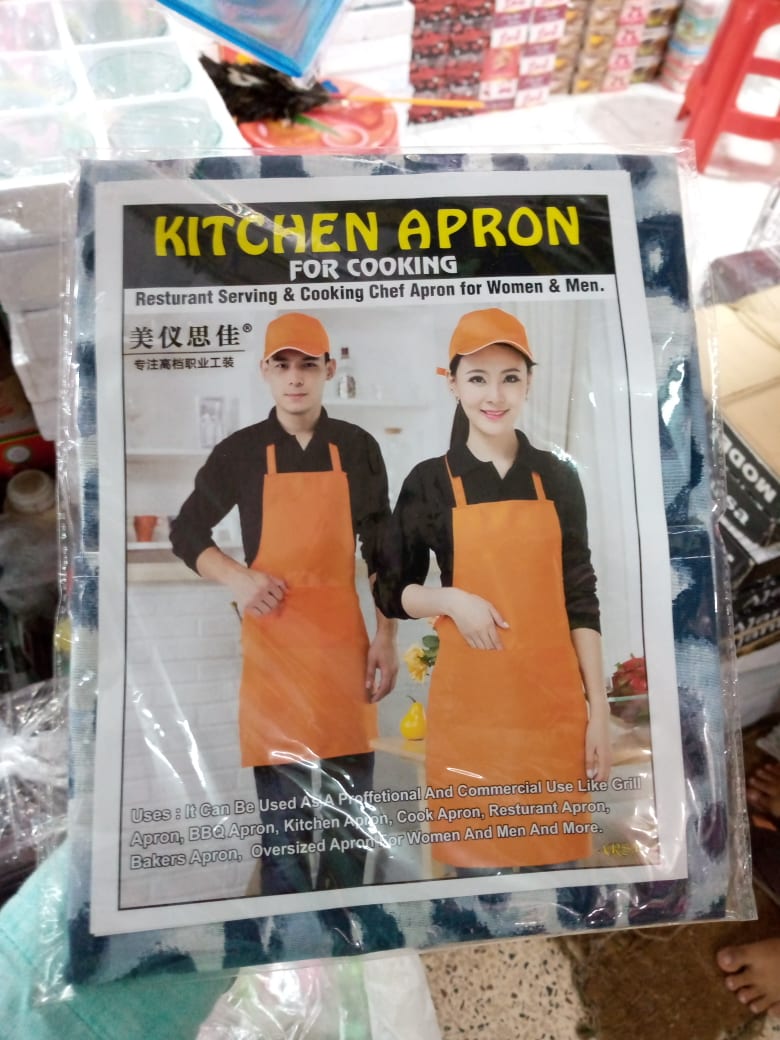 KITCHEN APRON
FOR COOKING
Resturant Serving & Cooking Chef Apron for Women & Men.
美仪思佳®
专注高档职业工装
Uses : It Can Be Used As A Proffetional And Commercial Use Like Grill
Apron, BBQ Apron, Kitchen Apron, Cook Apron, Resturant Apron,
Bakers Apron, Oversized Apron For Women And Men And More.
MODE